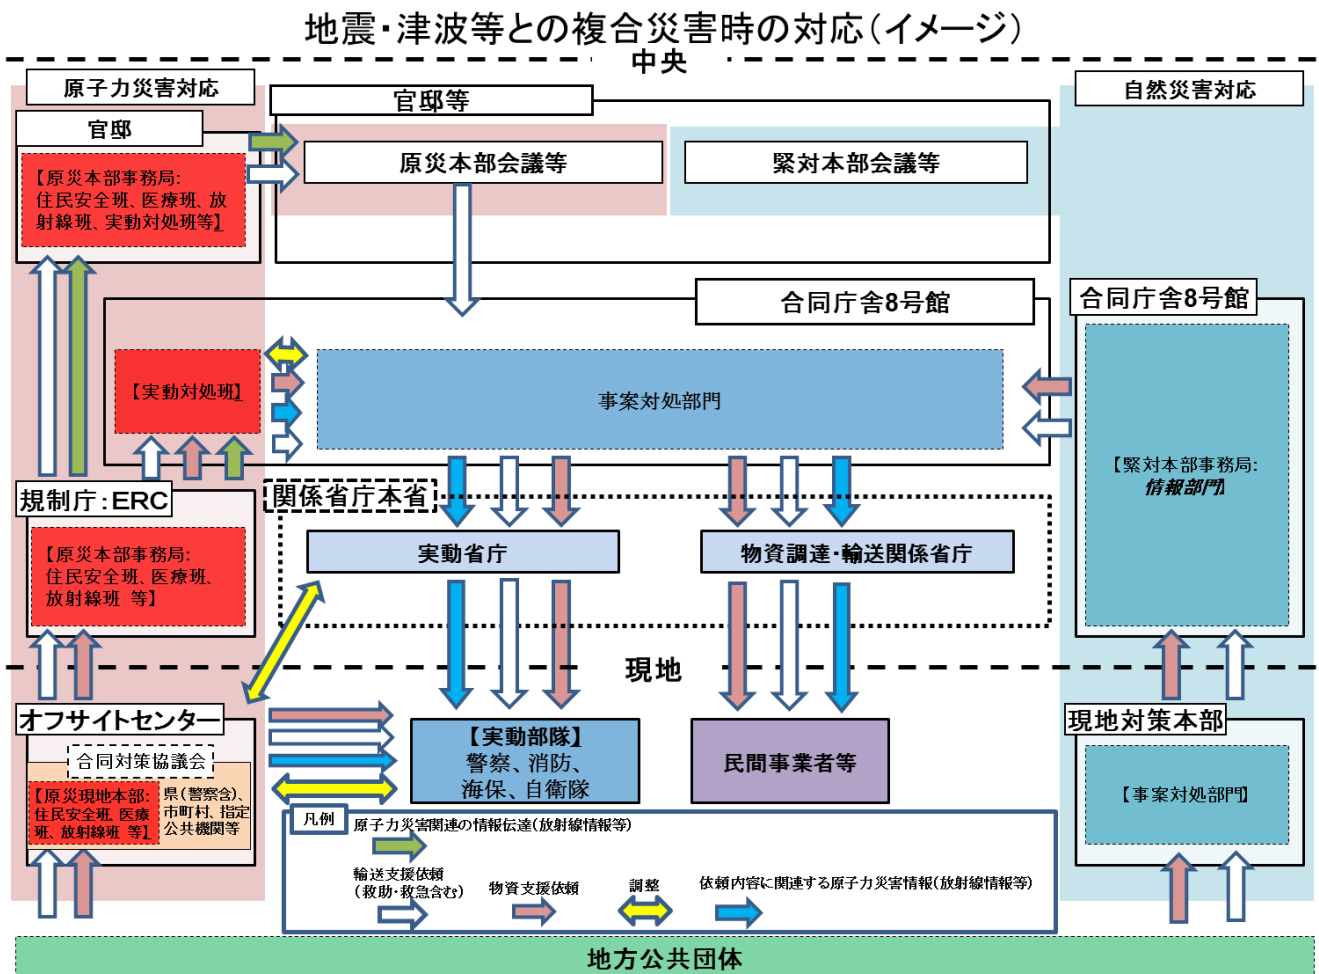 地震・津波等との複合災害時の対応(イメージ)
中央
原子力災害対応
官邸等
自然災害対応
官邸
原災本部会議等
緊対本部会議等
【原災本部事務局:
住民安全班、医療班、放
射線班、実動対処班等】
合同庁舎8号館
合同庁舎8号館
【実動対処班】
事案対処部門
【緊対本部事務局:
情報部門】
規制庁:ERC
関係省庁本省
【原災本部事務局:
住民安全班、医療班、
放射線班 等】
実動省庁
物資調達・輸送関係省庁
現地
オフサイトセンター
現地対策本部
合同対策協議会
【原災現地本部:
住民安全班、医療
班、放射線班 等】
県(警察含)、
市町村、指定
公共機関等
【実動部隊】
警察、消防、
海保、自衛隊
民間事業者等
【事案対処部門】
凡例
原子力災害関連の情報伝達(放射線情報等)
輸送支援依頼
(救助・救急含む)
物資支援依頼
調整
依頼内容に関連する原子力災害情報(放射線情報等)
地方公共団体